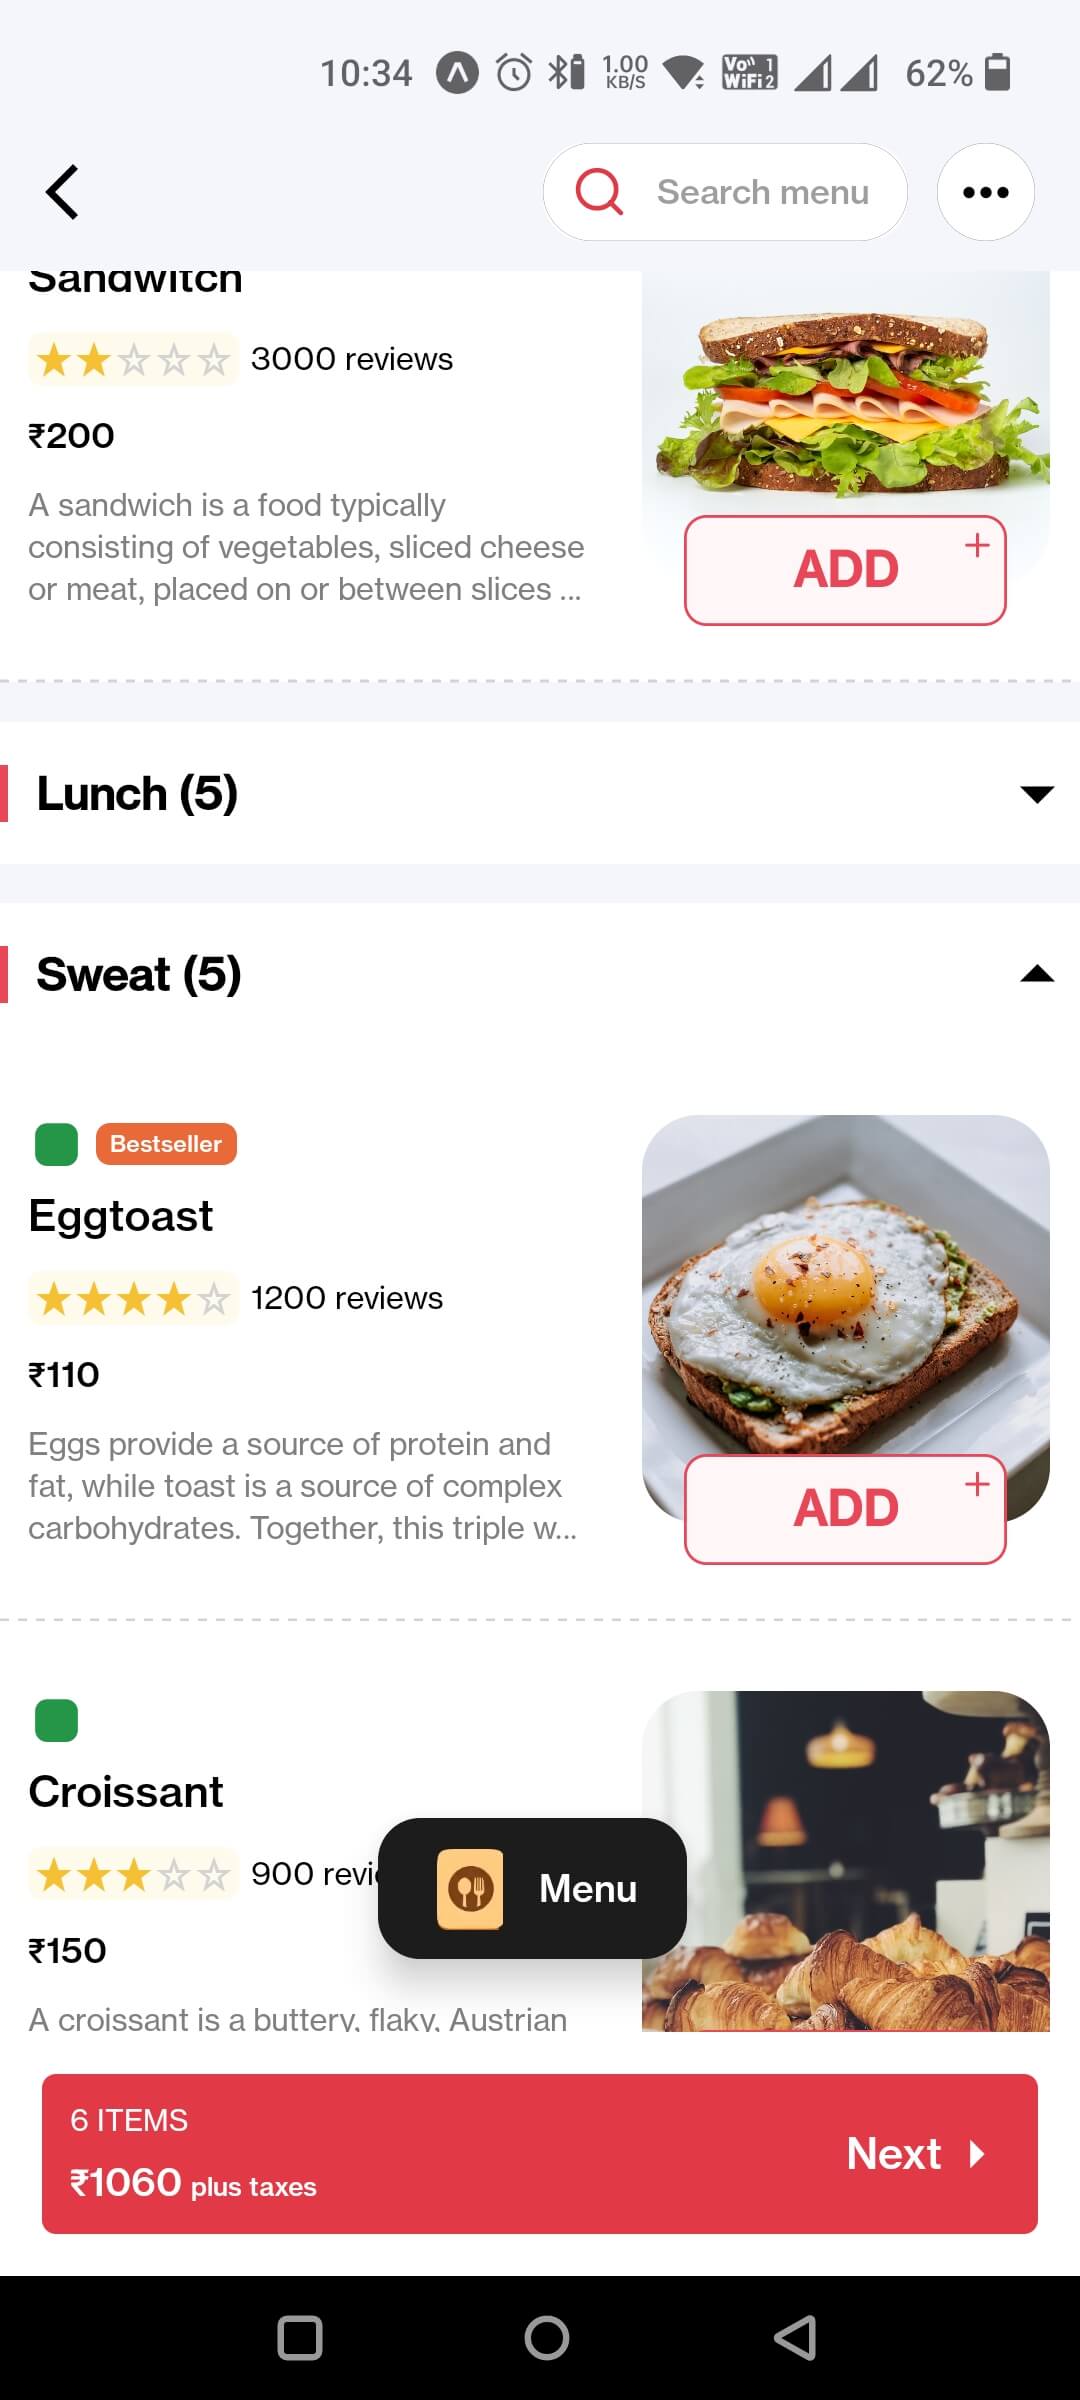 10:34
1.00
KB/S
Vo 1
WiFi 2
62%
Search menu
Sandwitch
3000 reviews
₹200
A sandwich is a food typically
consisting of vegetables, sliced cheese
or meat, placed on or between slices ...
ADD +
Lunch (5)
Sweat (5)
Bestseller
Eggtoast
1200 reviews
₹110
Eggs provide a source of protein and
fat, while toast is a source of complex
carbohydrates. Together, this triple w...
ADD +
Croissant
900 revie
Menu
₹150
A croissant is a buttery, flaky, Austrian
6 ITEMS
₹1060 plus taxes
Next